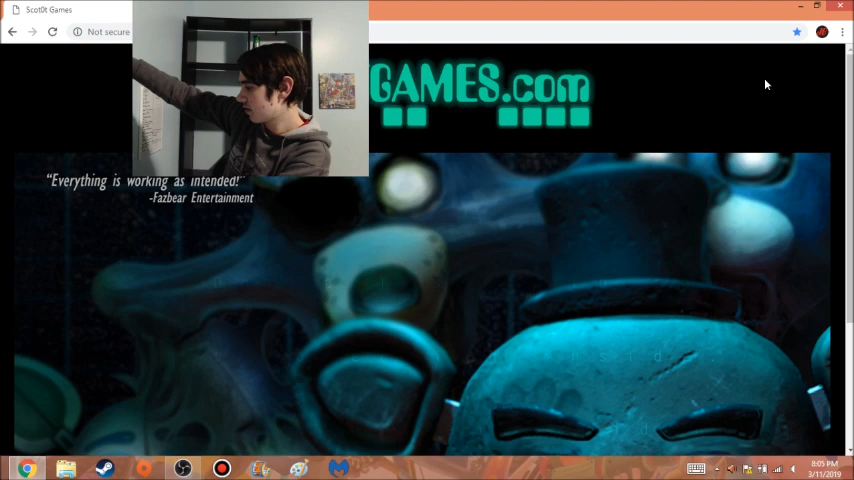 Scot0t Games
Not secure
GAMES.com
“Everything is working as intended!”
-Fazbear Entertainment
8:05 PM
3/11/2019